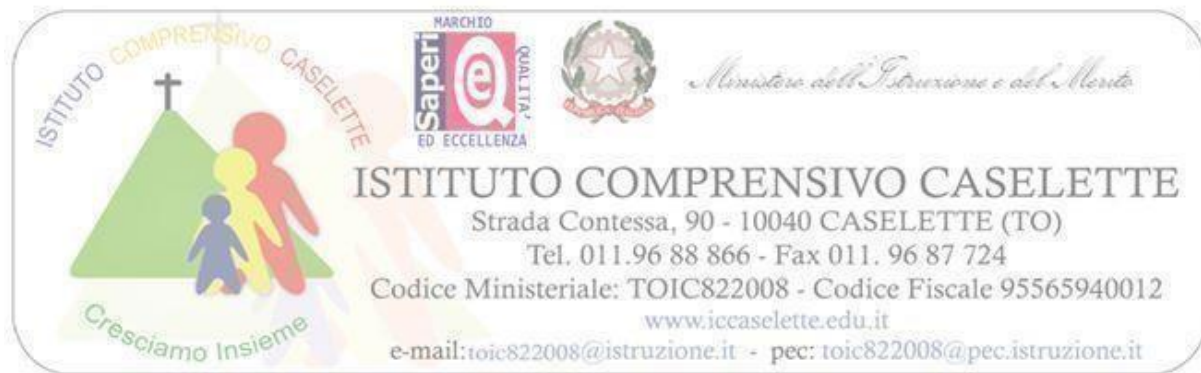 ISTITUTO COMPRENSIVO CASELETTE
Cresciamo Insieme
MARCHIO
Saperi
QUALITA'
ED ECCELLENZA
Ministero dell'Istruzione e del Merito
ISTITUTO COMPRENSIVO CASELETTE
Strada Contessa, 90 - 10040 CASELETTE (TO)
Tel. 011.96 88 866 - Fax 011. 96 87 724
Codice Ministeriale: TOIC822008 - Codice Fiscale 95565940012
www.iccaselette.edu.it
e-mail: toic822008@istruzione.it - pec: toic822008@pec.istruzione.it